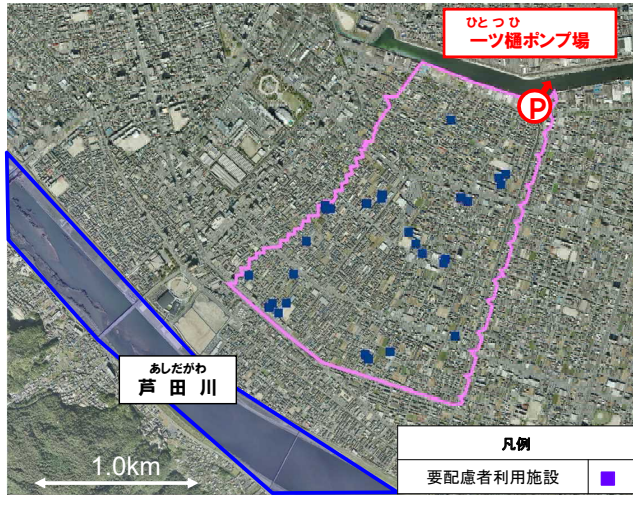 ひとつひ
一ツ樋ポンプ場
P
あしだがわ
芦田川
1.0km
凡例
要配慮者利用施設